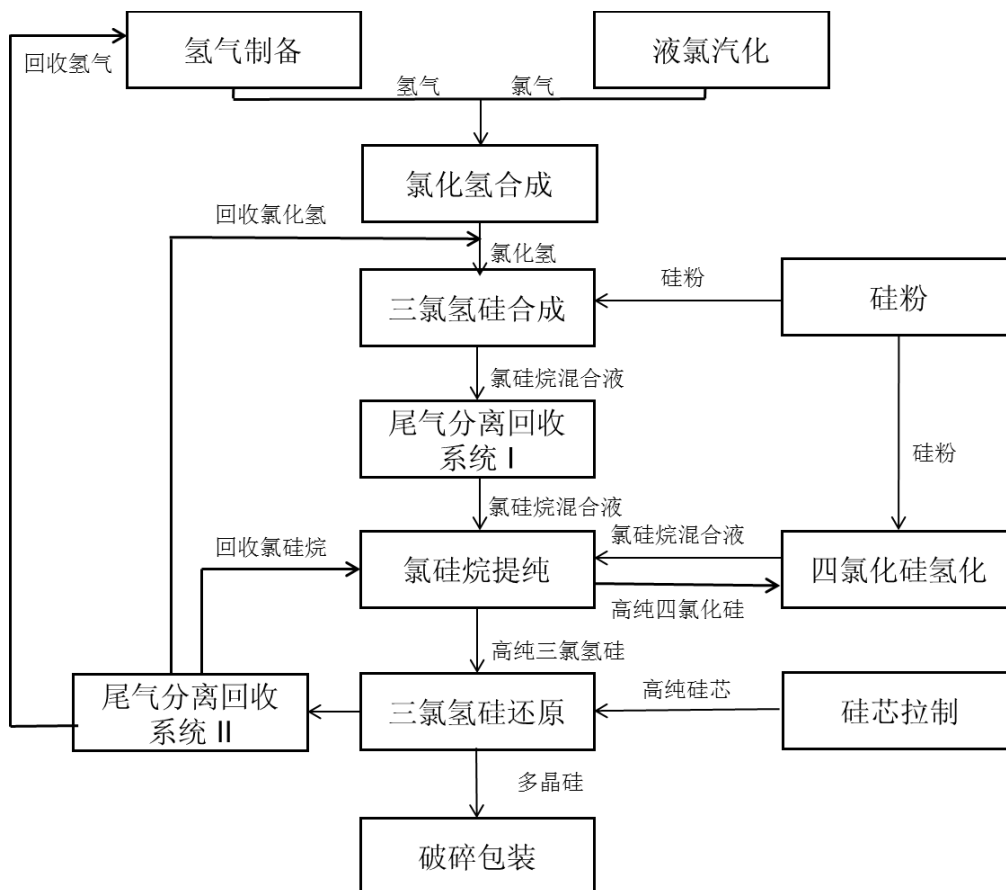 氢气制备
液氯汽化
回收氢气
氢气
氯气
氯化氢合成
回收氯化氢
氯化氢
三氯氢硅合成
硅粉
硅粉
氯硅烷混合液
尾气分离回收
系统 I
硅粉
氯硅烷混合液
氯硅烷混合液
回收氯硅烷
氯硅烷提纯
四氯化硅氢化
高纯四氯化硅
高纯三氯氢硅
尾气分离回收
系统 II
三氯氢硅还原
高纯硅芯
硅芯拉制
多晶硅
破碎包装